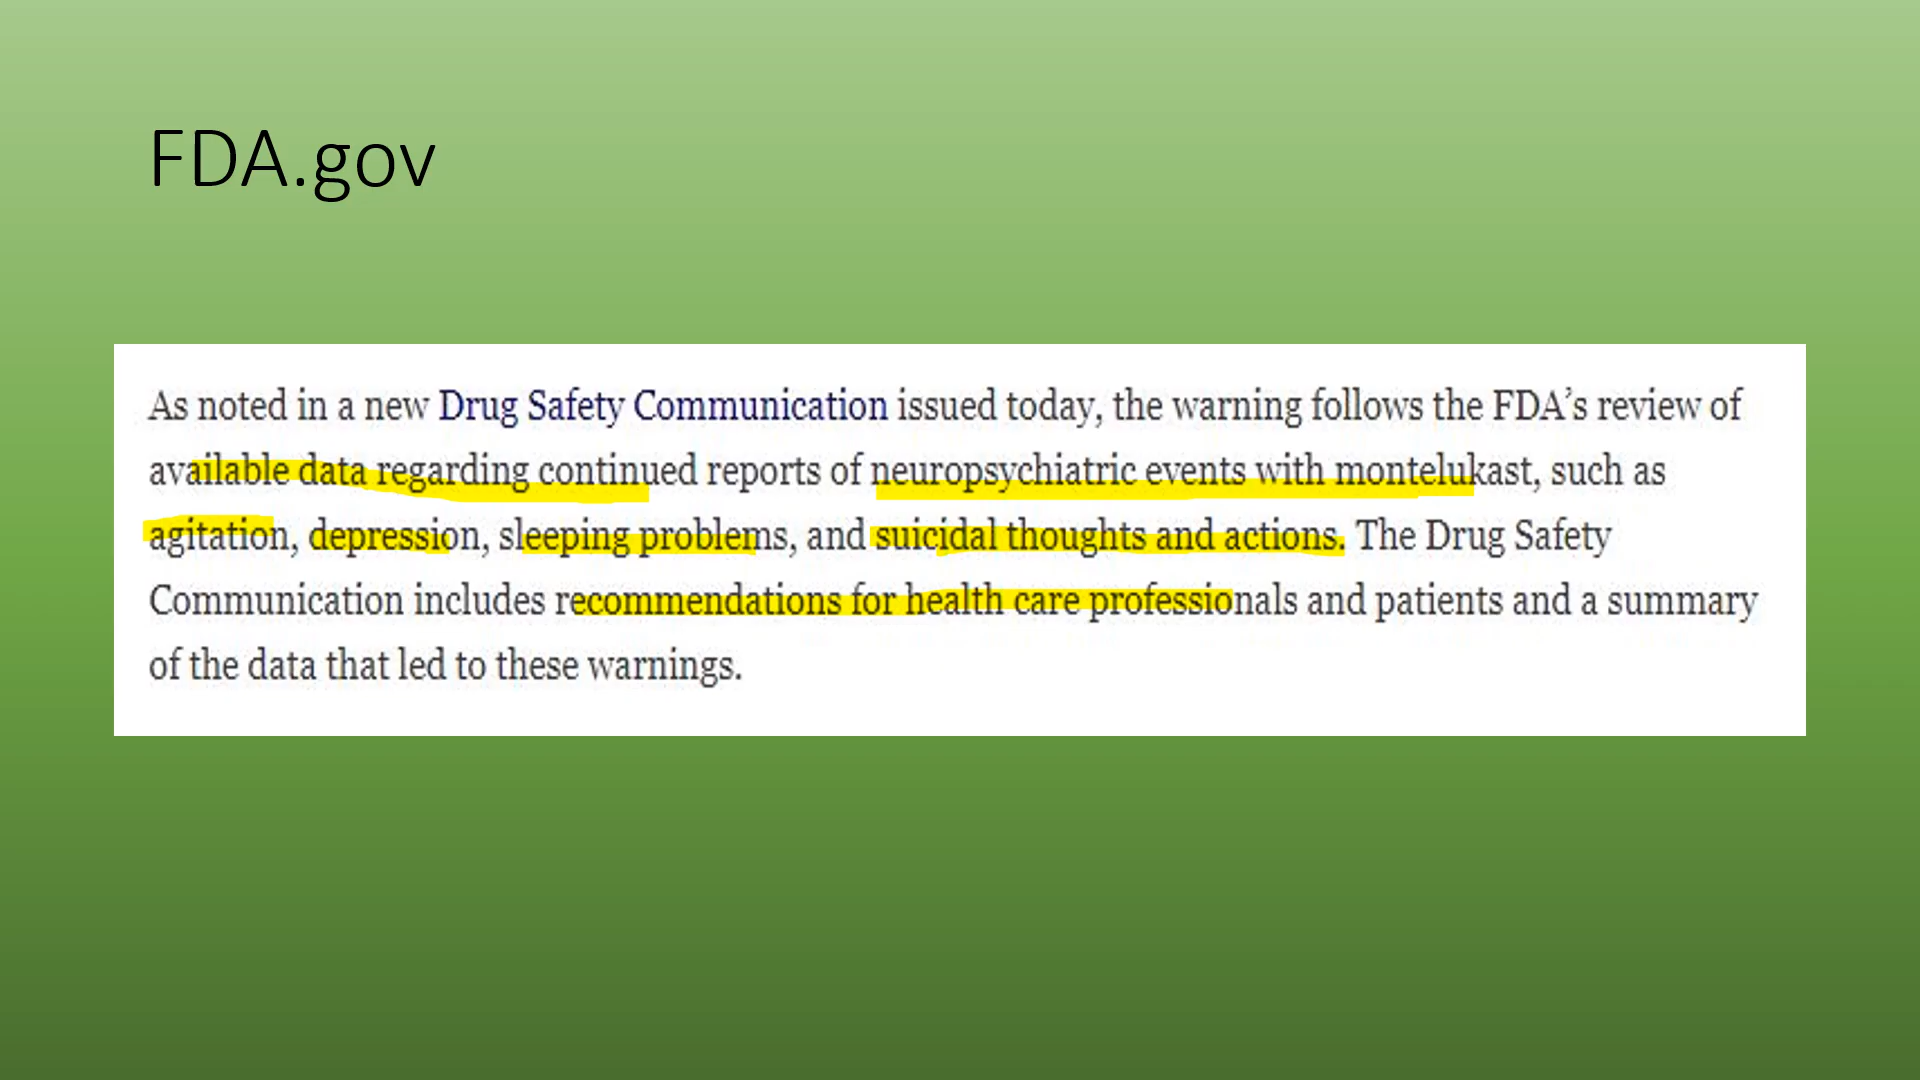 FDA.gov
As noted in a new Drug Safety Communication issued today, the warning follows the FDA’s review of
available data regarding continued reports of neuropsychiatric events with montelukast, such as
agitation, depression, sleeping problems, and suicidal thoughts and actions. The Drug Safety
Communication includes recommendations for health care professionals and patients and a summary
of the data that led to these warnings.